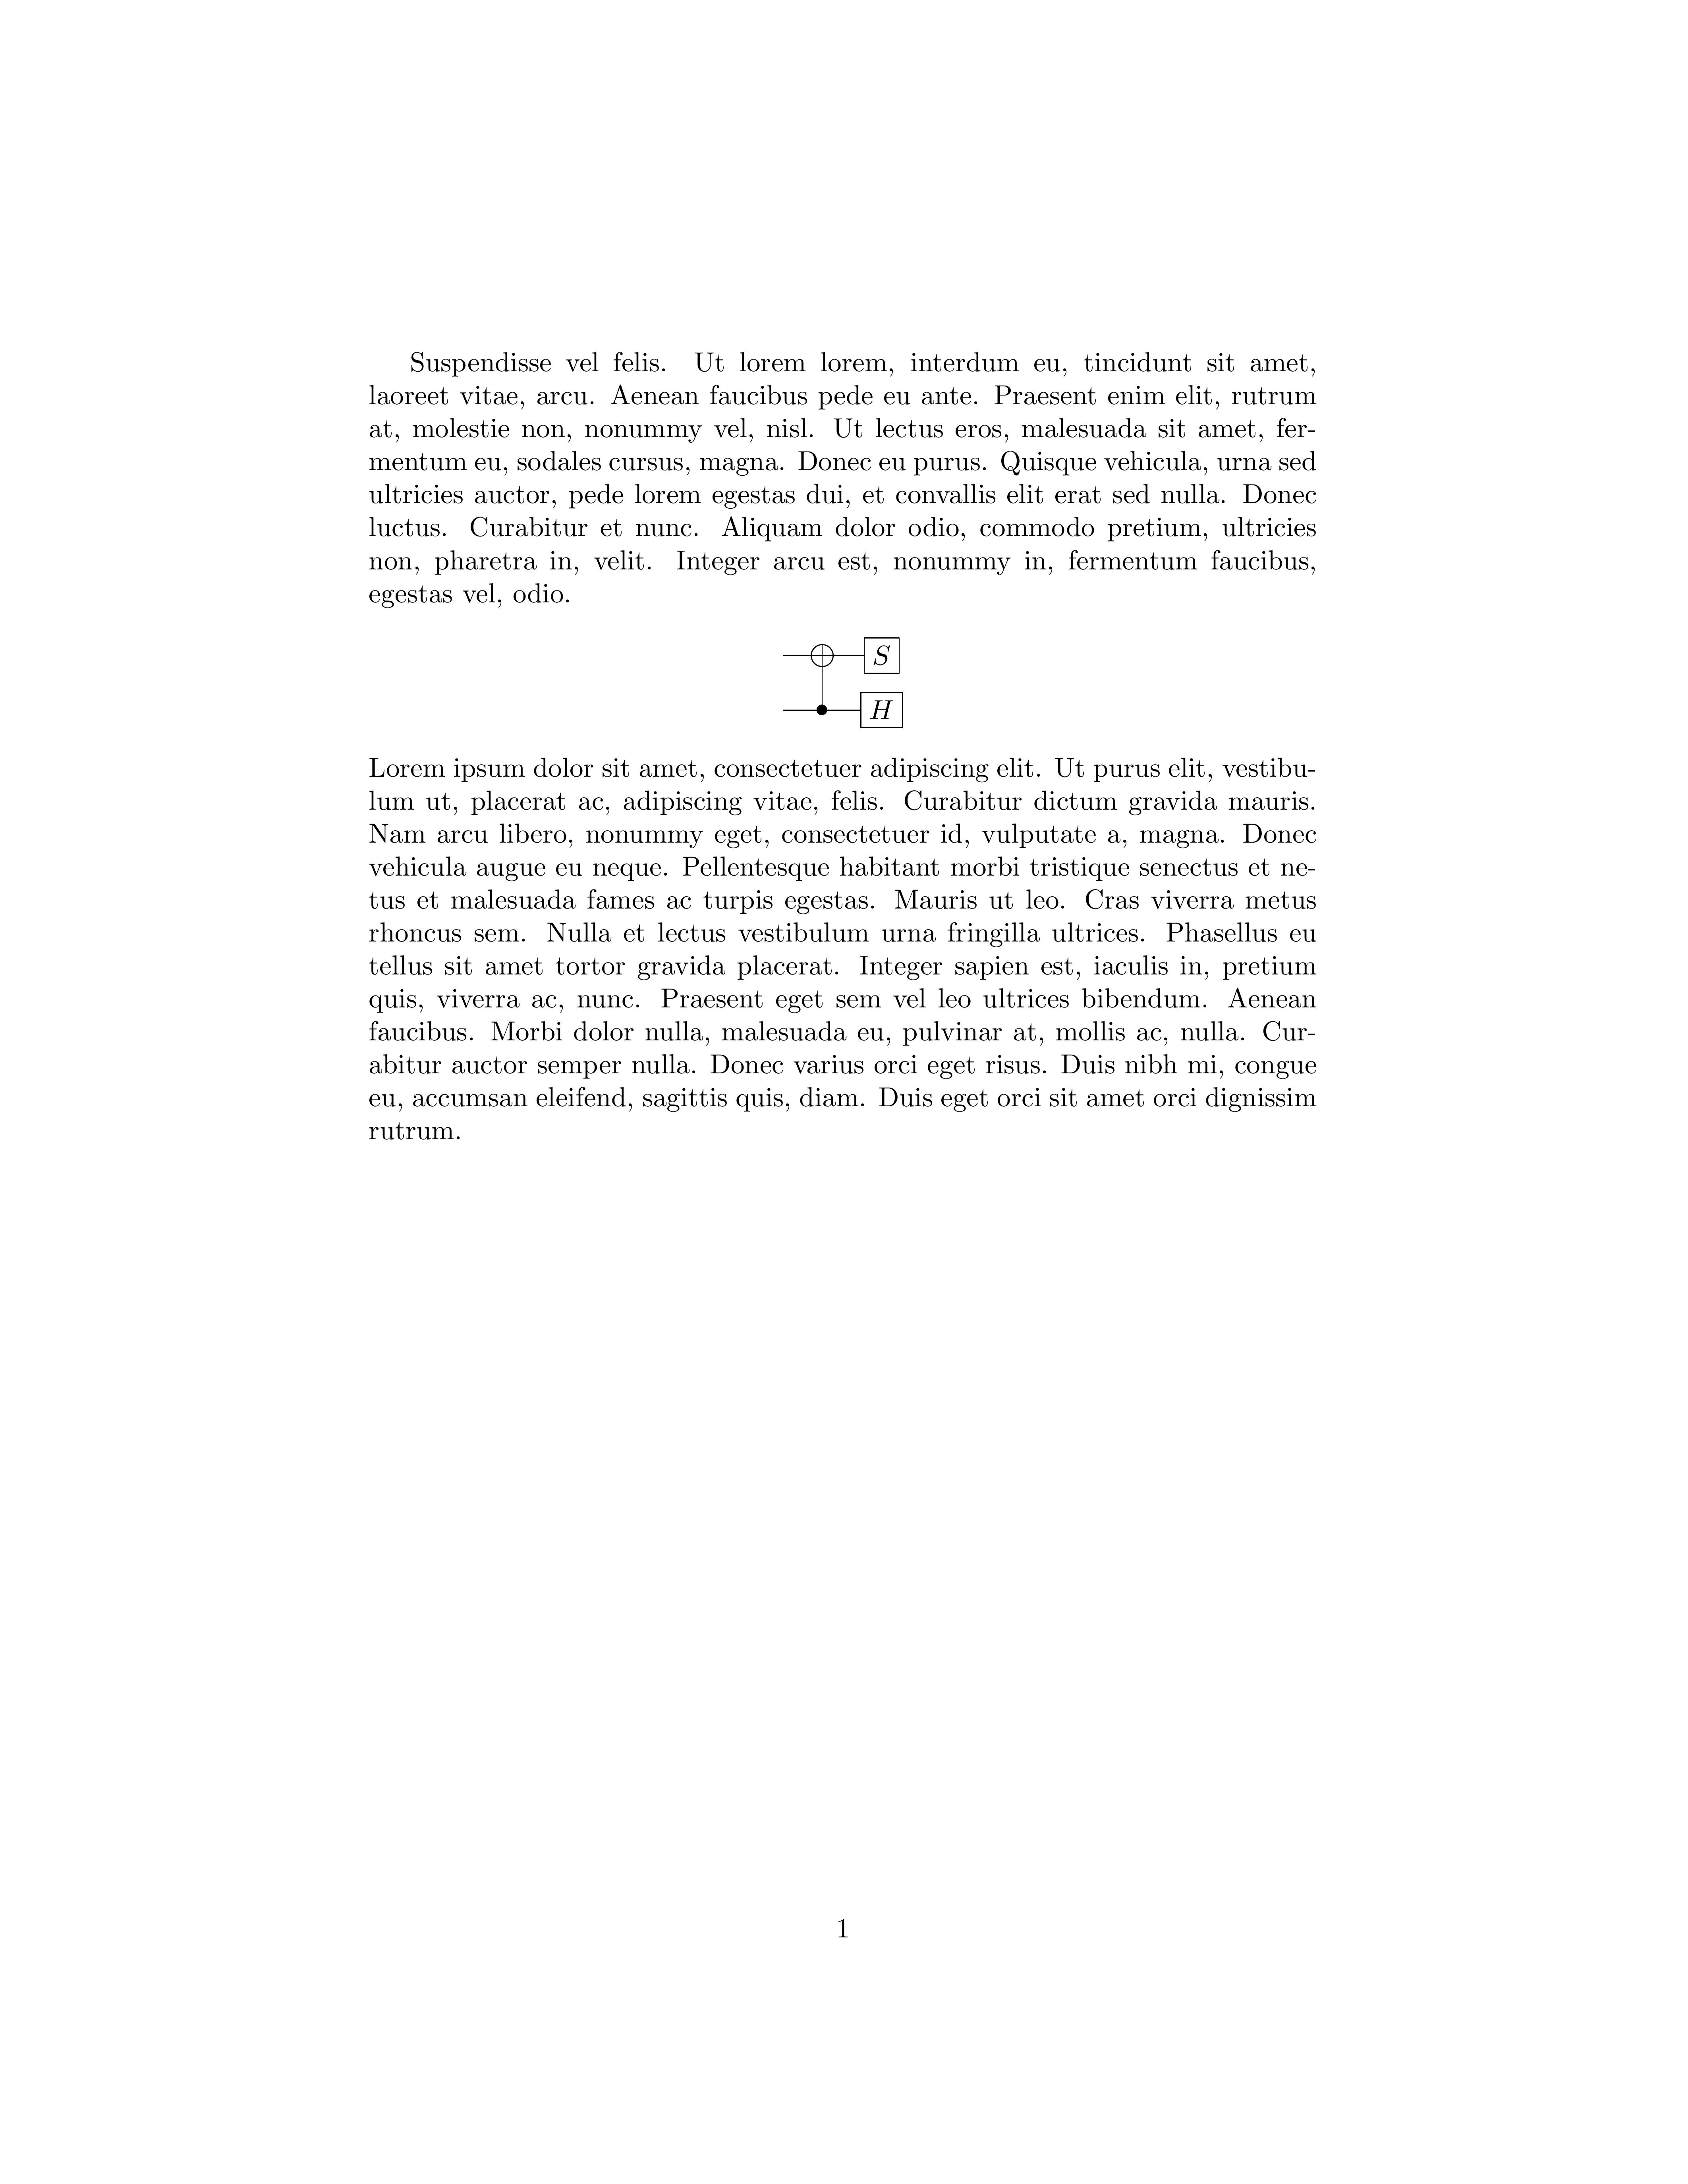 Suspendisse vel felis. Ut lorem lorem, interdum eu, tincidunt sit amet,
laoreet vitae, arcu. Aenean faucibus pede eu ante. Praesent enim elit, rutrum
at, molestie non, nonummy vel, nisl. Ut lectus eros, malesuada sit amet, fer-
mentum eu, sodales cursus, magna. Donec eu purus. Quisque vehicula, urna sed
ultricies auctor, pede lorem egestas dui, et convallis elit erat sed nulla. Donec
luctus. Curabitur et nunc. Aliquam dolor odio, commodo pretium, ultricies
non, pharetra in, velit. Integer arcu est, nonummy in, fermentum faucibus,
egestas vel, odio.
S
H
Lorem ipsum dolor sit amet, consectetuer adipiscing elit. Ut purus elit, vestibu-
lum ut, placerat ac, adipiscing vitae, felis. Curabitur dictum gravida mauris.
Nam arcu libero, nonummy eget, consectetuer id, vulputate a, magna. Donec
vehicula augue eu neque. Pellentesque habitant morbi tristique senectus et ne-
tus et malesuada fames ac turpis egestas. Mauris ut leo. Cras viverra metus
rhoncus sem. Nulla et lectus vestibulum urna fringilla ultrices. Phasellus eu
tellus sit amet tortor gravida placerat. Integer sapien est, iaculis in, pretium
quis, viverra ac, nunc. Praesent eget sem vel leo ultrices bibendum. Aenean
faucibus. Morbi dolor nulla, malesuada eu, pulvinar at, mollis ac, nulla. Cur-
abitur auctor semper nulla. Donec varius orci eget risus. Duis nibh mi, congue
eu, accumsan eleifend, sagittis quis, diam. Duis eget orci sit amet orci dignissim
rutrum.
1